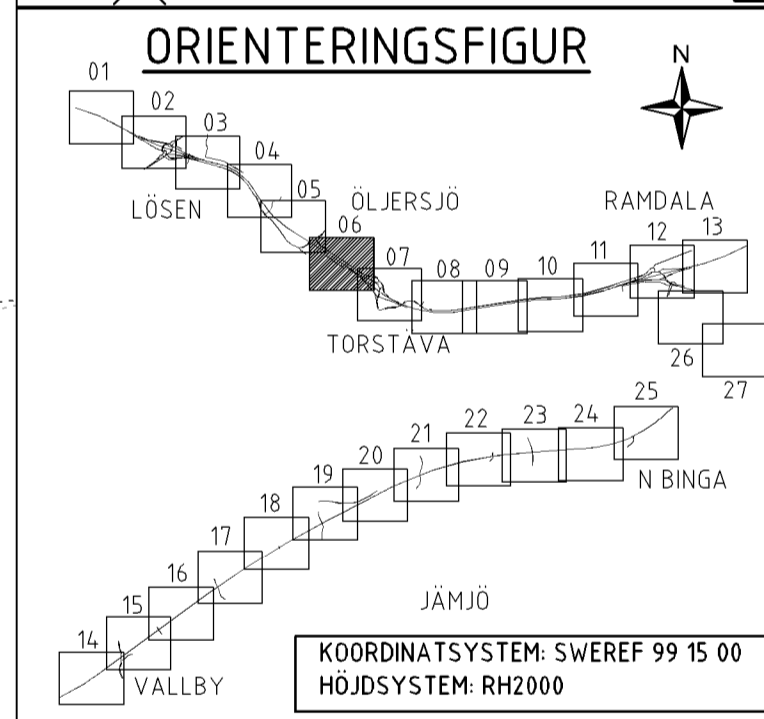 ORIENTERINGSFIGUR
N
01
02
03
04
LÖSEN
05
ÖLJERSJÖ
RAMDALA
06
07
08
09
10
11
12
13
TORSTÄVA
26
27
25
24
23
22
21
20
19
N BINGA
18
17
16
JÄMJÖ
15
14
VALLBY
KOORDINATSYSTEM: SWEREF 99 15 00
HÖJDSYSTEM: RH2000